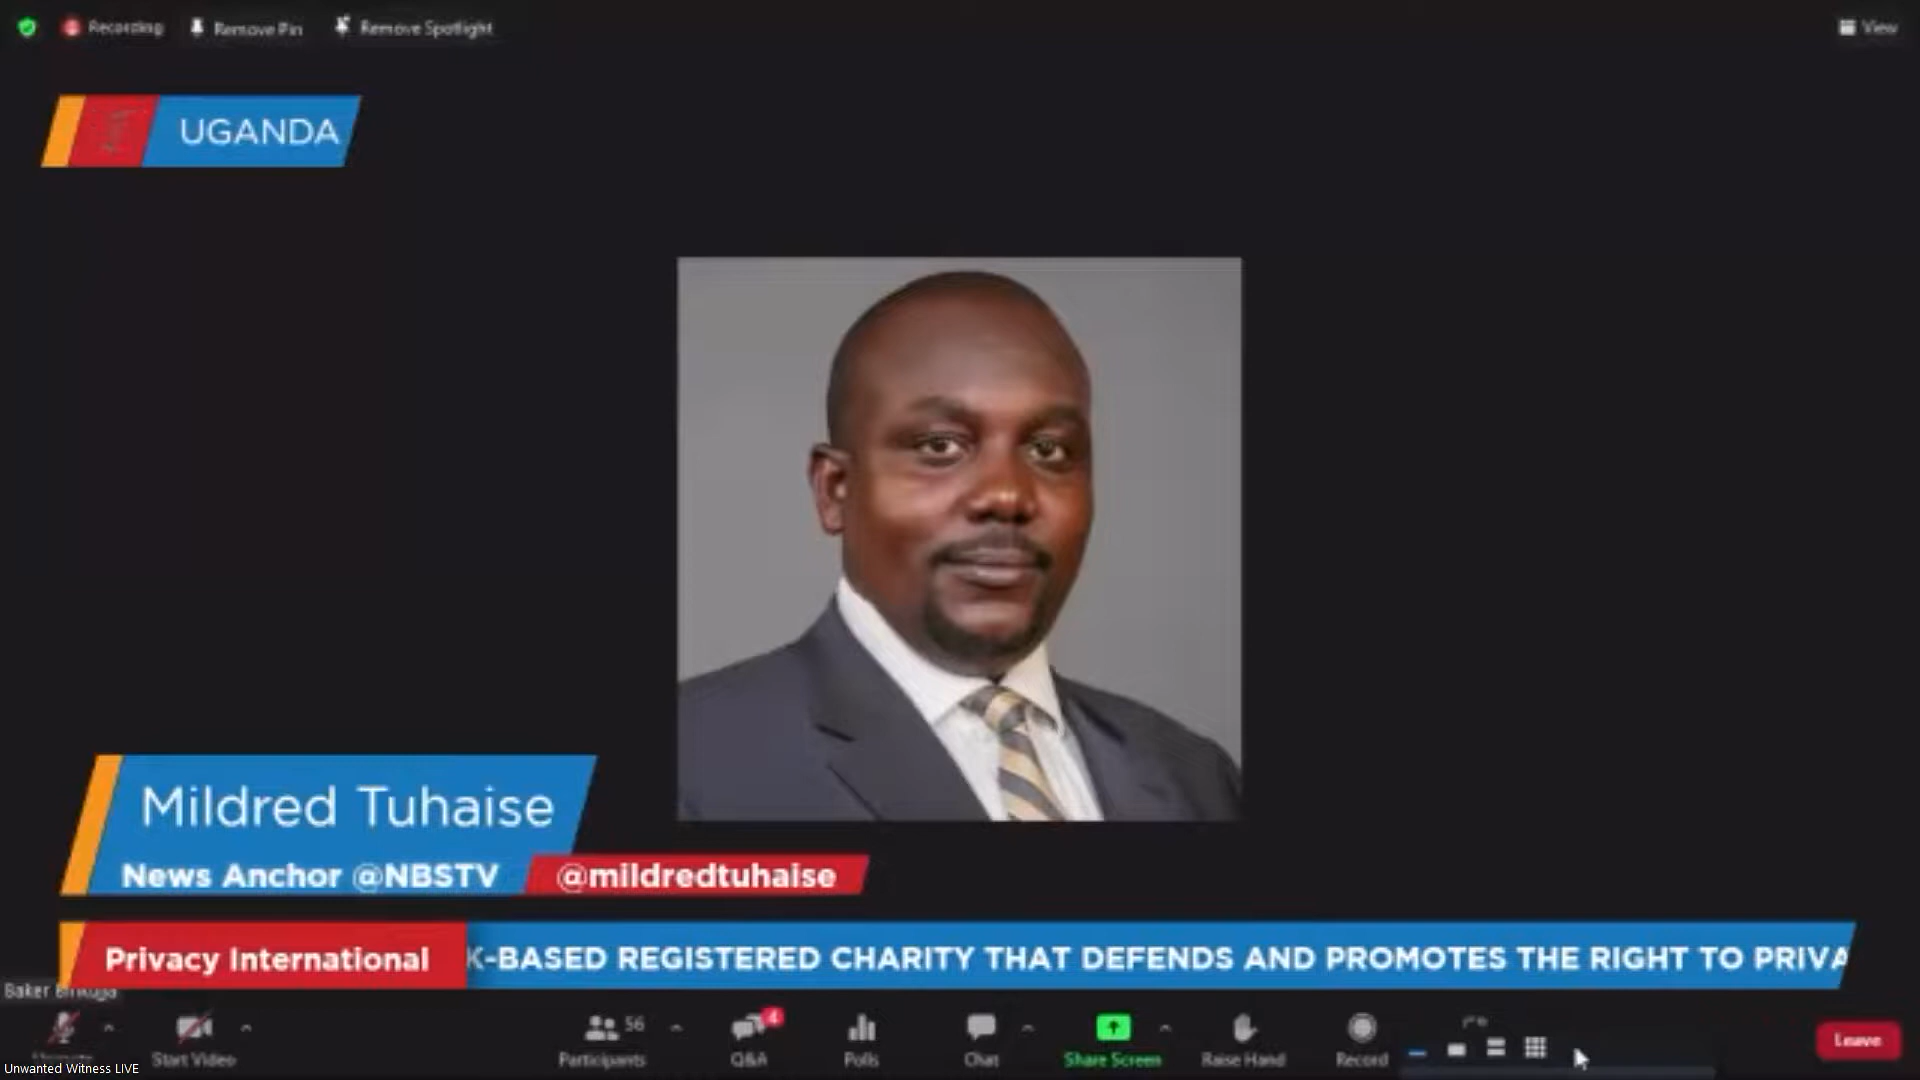 Recording Remove Pin Remove Spotlight View
UGANDA
Mildred Tuhaise
News Anchor @NBSTV @mildredtuhaise
Privacy International K-BASED REGISTERED CHARITY THAT DEFENDS AND PROMOTES THE RIGHT TO PRIVA
Baker
56 4
Start Video Participants Q&A Polls Chat Share Screen Raise Hand Record Leave
Unwanted Witness LIVE